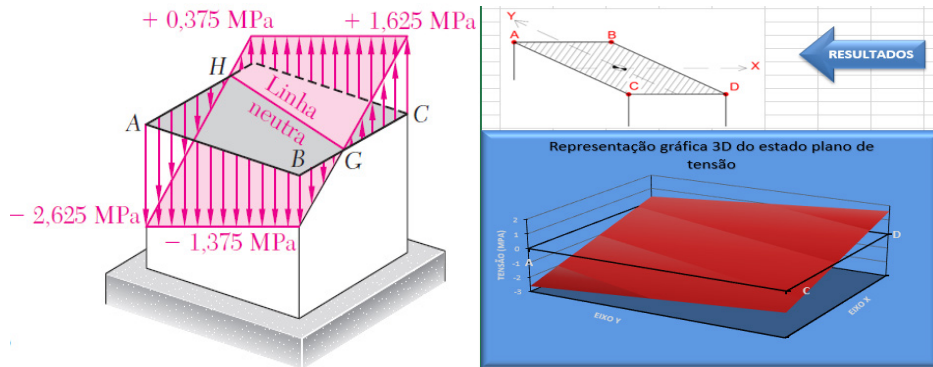 + 0,375 MPa
+ 1,625 MPa
H
Linha
neutra
A
C
B
G
− 2,625 MPa
− 1,375 MPa
Y
A
B
X
C
D
RESULTADOS
Representação gráfica 3D do estado plano de
tensão
TENSÃO (MPA)
2
1
0
-1
-2
-3
A
D
C
EIXO Y
EIXO X